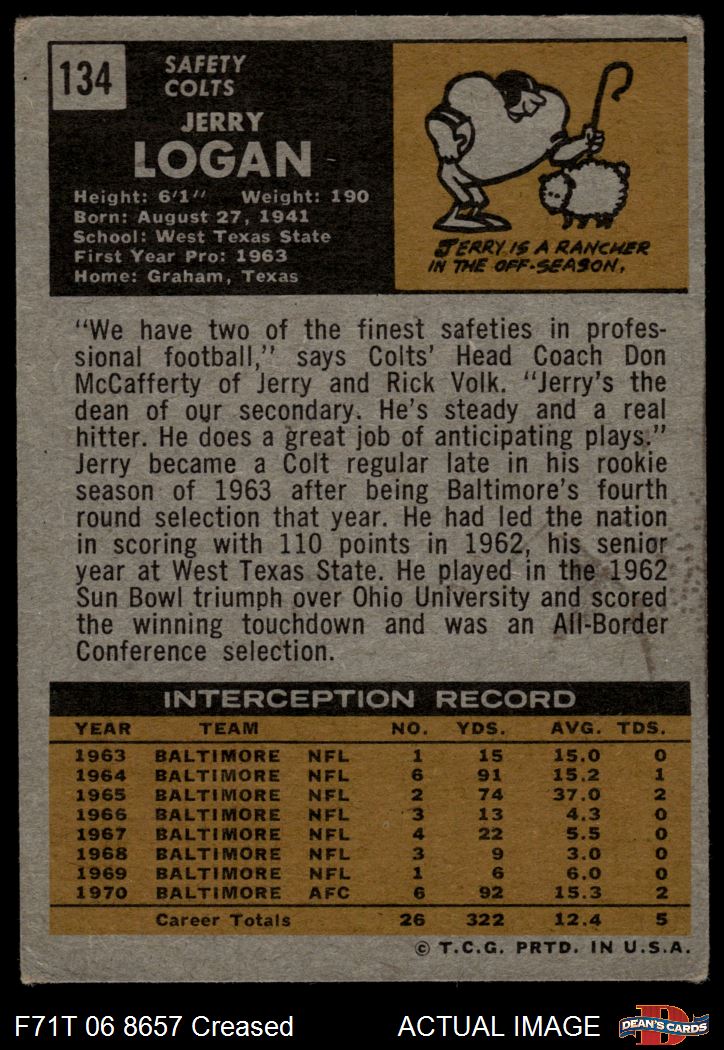 134
SAFETY
COLTS
JERRY
LOGAN
Height: 6'1" Weight: 190
Born: August 27, 1941
School: West Texas State
First Year Pro: 1963
Home: Graham, Texas
JERRY IS A RANCHER
IN THE OFF-SEASON.
"We have two of the finest safeties in profes-
sional football," says Colts' Head Coach Don
McCafferty of Jerry and Rick Volk. "Jerry's the
dean of our secondary. He's steady and a real
hitter. He does a great job of anticipating plays."
Jerry became a Colt regular late in his rookie
season of 1963 after being Baltimore's fourth
round selection that year. He had led the nation
in scoring with 110 points in 1962, his senior
year at West Texas State. He played in the 1962
Sun Bowl triumph over Ohio University and scored
the winning touchdown and was an All-Border
Conference selection.
INTERCEPTION RECORD
YEAR TEAM NO. YDS. AVG. TDS.
1963 BALTIMORE NFL 1 15 15.0 0
1964 BALTIMORE NFL 6 91 15.2 1
1965 BALTIMORE NFL 2 74 37.0 2
1966 BALTIMORE NFL 3 13 4.3 0
1967 BALTIMORE NFL 4 22 5.5 0
1968 BALTIMORE NFL 3 9 3.0 0
1969 BALTIMORE NFL 1 6 6.0 0
1970 BALTIMORE AFC 6 92 15.3 2
Career Totals 26 322 12.4 5
© T.C.G. PRTD. IN U.S.A.
F71T 06 8657 Creased ACTUAL IMAGE
D
DEAN'S CARDS